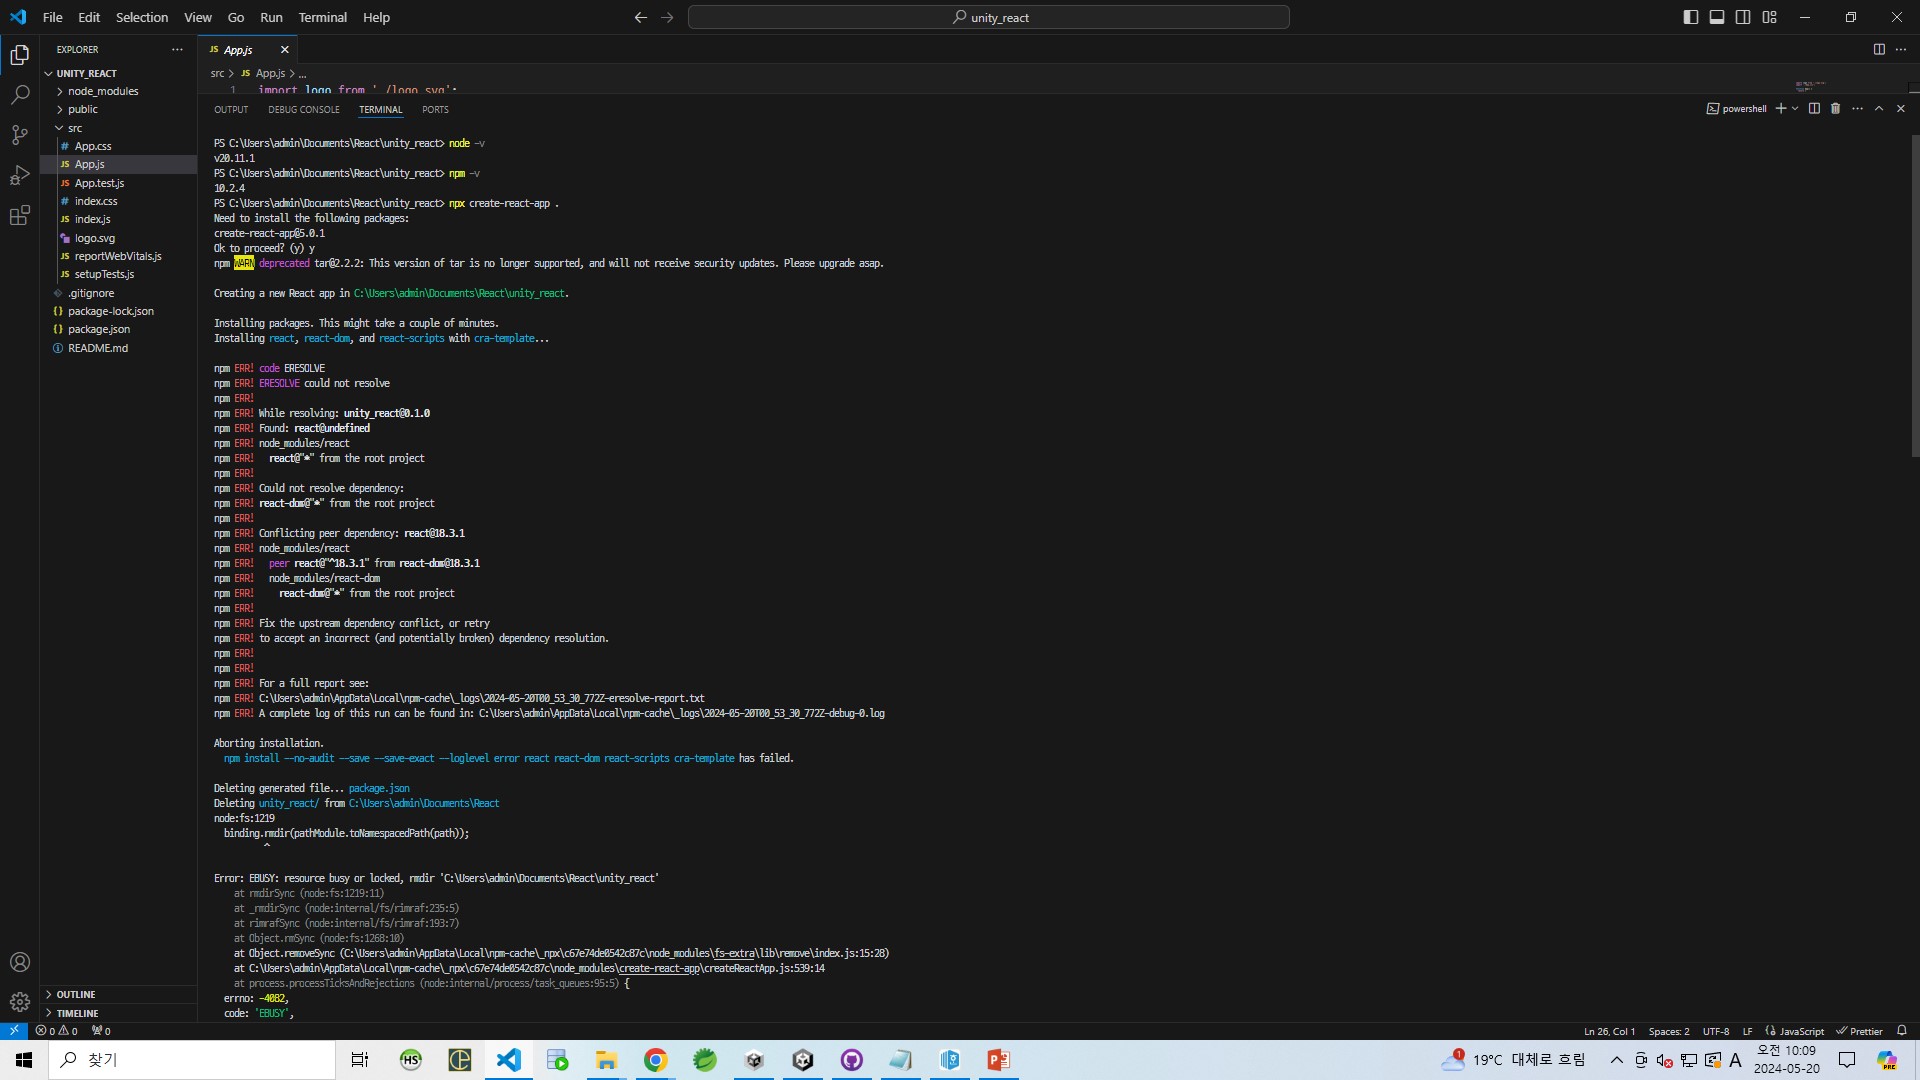 File Edit Selection View Go Run Terminal Help
unity_react
EXPLORER
App.js
UNITY_REACT
node_modules
public
src
App.css
App.js
App.test.js
index.css
index.js
logo.svg
reportWebVitals.js
setupTests.js
.gitignore
package-lock.json
package.json
README.md
OUTLINE
TIMELINE
src > JS App.js > ...
1 import logo from './logo.svg';
OUTPUT DEBUG CONSOLE TERMINAL PORTS
powershell
PS C:\Users\admin\Documents\React\unity_react> node -v
v20.11.1
PS C:\Users\admin\Documents\React\unity_react> npm -v
10.2.4
PS C:\Users\admin\Documents\React\unity_react> npx create-react-app .
Need to install the following packages:
create-react-app@5.0.1
Ok to proceed? (y) y
npm WARN deprecated tar@2.2.2: This version of tar is no longer supported, and will not receive security updates. Please upgrade asap.
Creating a new React app in C:\Users\admin\Documents\React\unity_react.
Installing packages. This might take a couple of minutes.
Installing react, react-dom, and react-scripts with cra-template...
npm ERR! code ERESOLVE
npm ERR! ERESOLVE could not resolve
npm ERR!
npm ERR! While resolving: unity_react@0.1.0
npm ERR! Found: react@undefined
npm ERR! node_modules/react
npm ERR!   react@"*" from the root project
npm ERR!
npm ERR! Could not resolve dependency:
npm ERR! react-dom@"*" from the root project
npm ERR!
npm ERR! Conflicting peer dependency: react@18.3.1
npm ERR! node_modules/react
npm ERR!   peer react@"^18.3.1" from react-dom@18.3.1
npm ERR!   node_modules/react-dom
npm ERR!     react-dom@"*" from the root project
npm ERR!
npm ERR! Fix the upstream dependency conflict, or retry
npm ERR! to accept an incorrect (and potentially broken) dependency resolution.
npm ERR!
npm ERR!
npm ERR! For a full report see:
npm ERR! C:\Users\admin\AppData\Local\npm-cache\_logs\2024-05-20T00_53_30_772Z-eresolve-report.txt
npm ERR! A complete log of this run can be found in: C:\Users\admin\AppData\Local\npm-cache\_logs\2024-05-20T00_53_30_772Z-debug-0.log
Aborting installation.
npm install --no-audit --save --save-exact --loglevel error react react-dom react-scripts cra-template has failed.
Deleting generated file... package.json
Deleting unity_react/ from C:\Users\admin\Documents\React
node:fs:1219
binding.rmdir(pathModule.toNamespacedPath(path));
^
Error: EBUSY: resource busy or locked, rmdir 'C:\Users\admin\Documents\React\unity_react'
at rmdirSync (node:fs:1219:11)
at _rmdirSync (node:internal/fs/rimraf:235:5)
at rimrafSync (node:internal/fs/rimraf:193:7)
at Object.rmSync (node:fs:1268:10)
at Object.removeSync (C:\Users\admin\AppData\Local\npm-cache\_npx\c67e74de0542c87c\node_modules\fs-extra\lib\remove\index.js:15:28)
at C:\Users\admin\AppData\Local\npm-cache\_npx\c67e74de0542c87c\node_modules\create-react-app\createReactApp.js:539:14
at process.processTicksAndRejections (node:internal/process/task_queues:95:5) {
errno: -4082,
code: 'EBUSY',
0 0 0
Ln 26, Col 1 Spaces: 2 UTF-8 LF {} JavaScript Prettier
찾기
HS
1 19°C 대체로 흐림
A
오전 10:09
2024-05-20
PRE